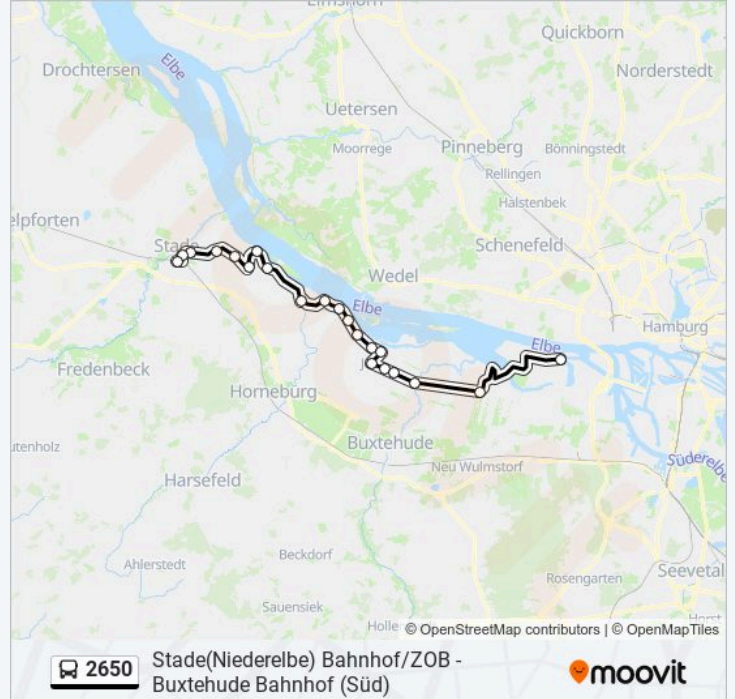 Elmshorn
Quickborn
Drochtersen
Elbe
Norderstedt
Uetersen
Moorrege
Pinneberg
Bönningstedt
Rellingen
Halstenbek
elpforten
Stade
Schenefeld
Wedel
Elbe
Hamburg
Elbe
Fredenbeck
Horneburg
Buxtehude
utenholz
Neu Wulmstorf
Süderelbe
Harsefeld
Ahlerstedt
Beckdorf
Seevetal
Rosengarten
Sauensiek
Holle
© OpenStreetMap contributors | © OpenMapTiles
2650
Stade(Niederelbe) Bahnhof/ZOB -
Buxtehude Bahnhof (Süd)
moovit